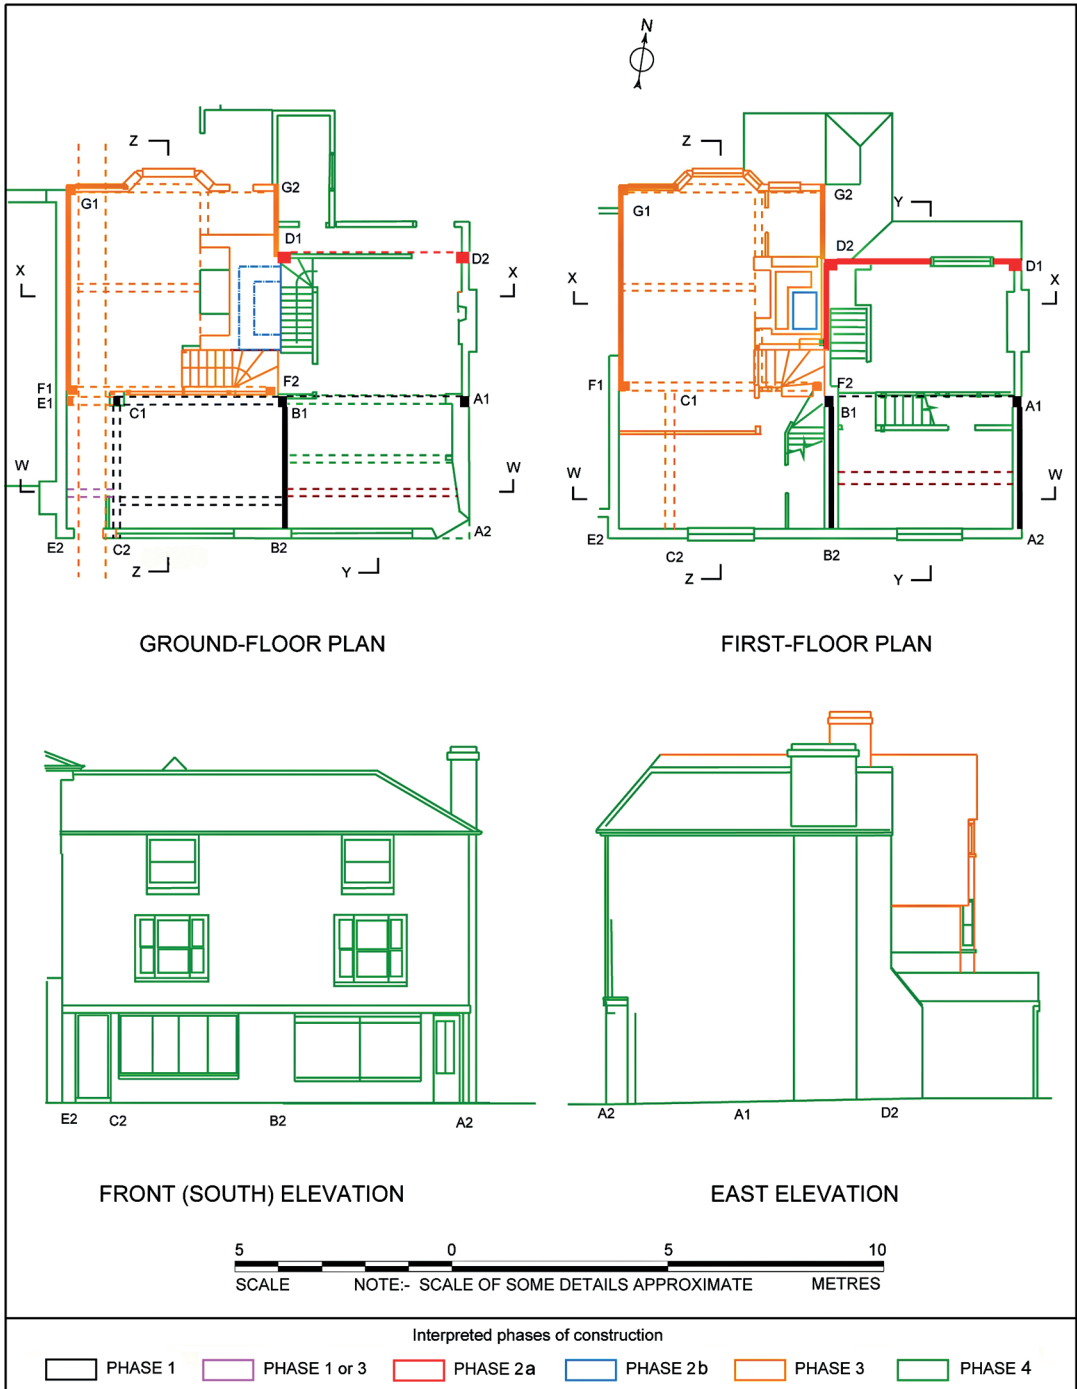 N
Z
Z
G1
G2
G1
G2
Y
D1
D2
D2
D1
X
X
X
X
F1
E1
C1
F2
B1
A1
F1
C1
F2
B1
A1
W
W
W
W
E2
C2
B2
A2
E2
C2
B2
A2
Z
Y
Z
Y
GROUND-FLOOR PLAN
FIRST-FLOOR PLAN
E2
C2
B2
A2
A2
A1
D2
FRONT (SOUTH) ELEVATION
EAST ELEVATION
5
0
5
10
SCALE
NOTE:- SCALE OF SOME DETAILS APPROXIMATE
METRES
Interpreted phases of construction
PHASE 1
PHASE 1 or 3
PHASE 2a
PHASE 2b
PHASE 3
PHASE 4